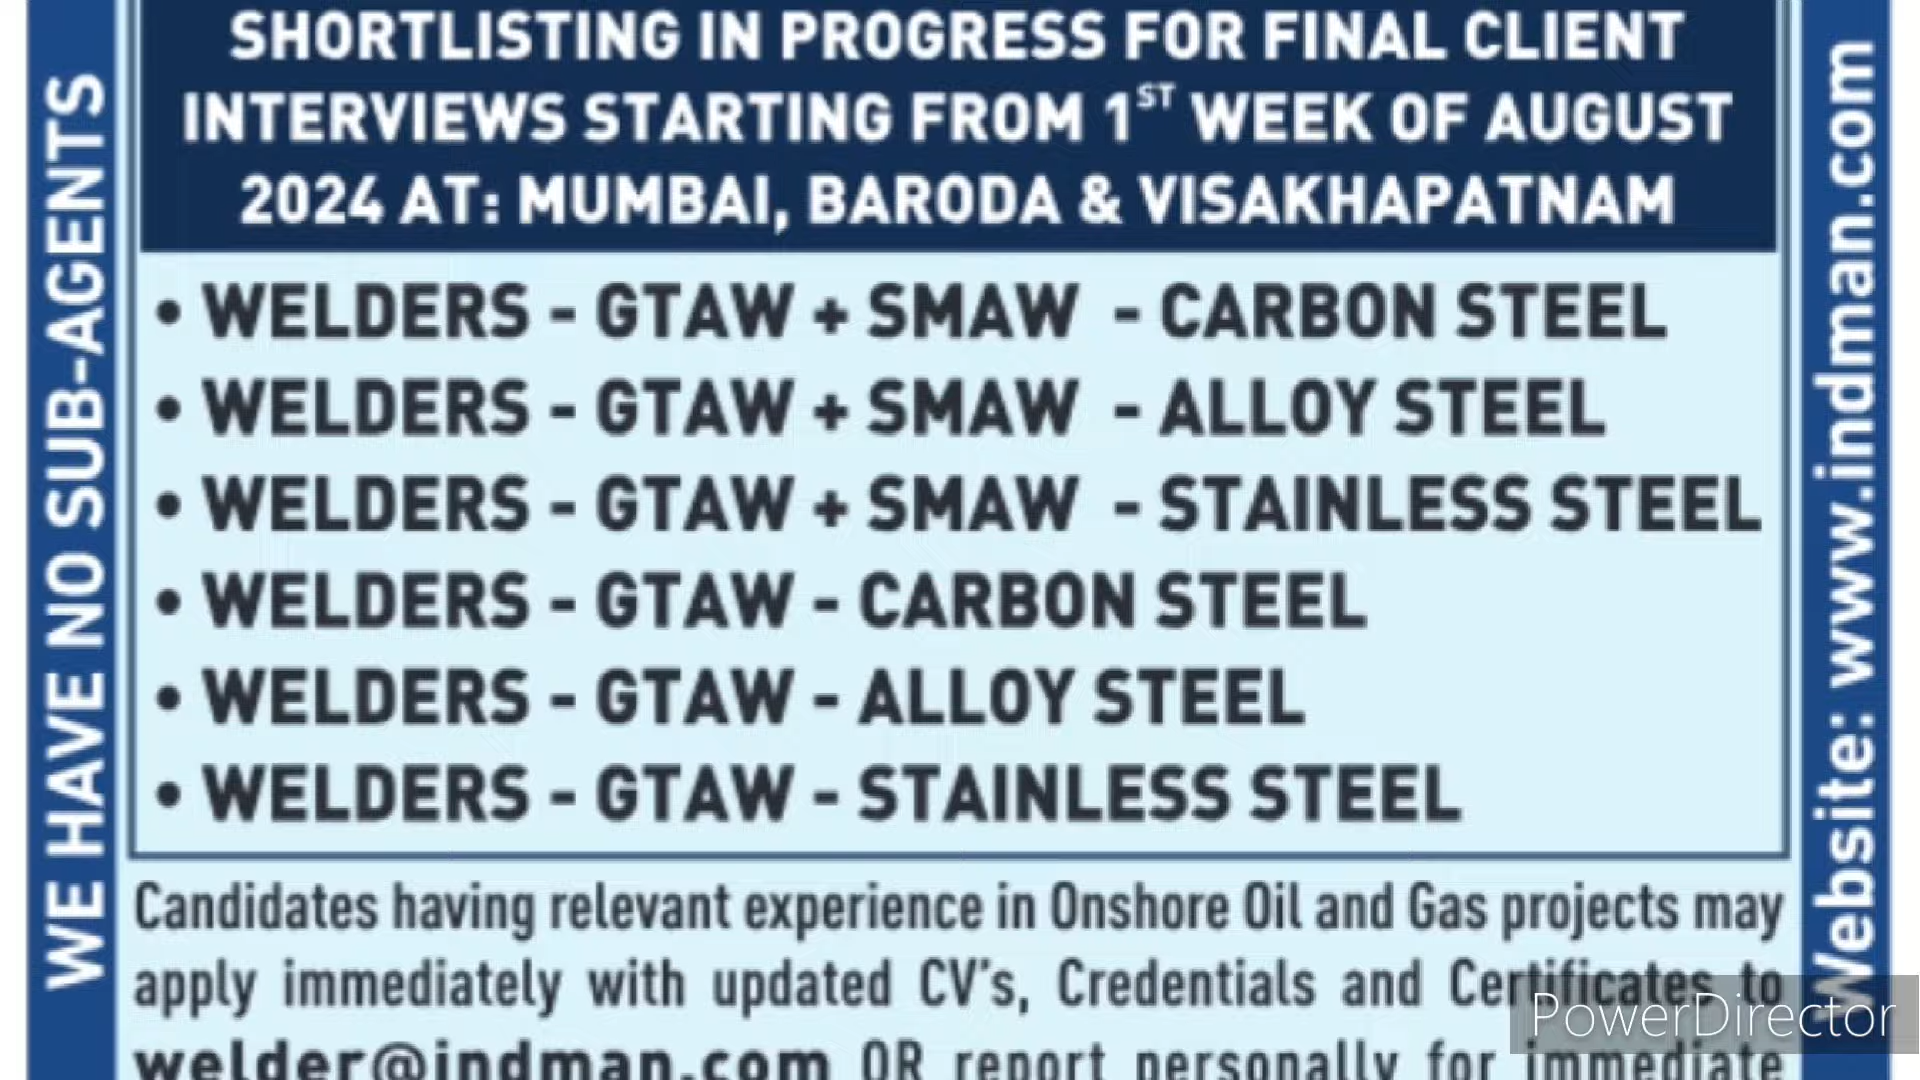 WE HAVE NO SUB-AGENTS
SHORTLISTING IN PROGRESS FOR FINAL CLIENT
INTERVIEWS STARTING FROM 1ST WEEK OF AUGUST
2024 AT: MUMBAI, BARODA & VISAKHAPATNAM
• WELDERS - GTAW + SMAW - CARBON STEEL
• WELDERS - GTAW + SMAW - ALLOY STEEL
• WELDERS - GTAW + SMAW - STAINLESS STEEL
• WELDERS - GTAW - CARBON STEEL
• WELDERS - GTAW - ALLOY STEEL
• WELDERS - GTAW - STAINLESS STEEL
Candidates having relevant experience in Onshore Oil and Gas projects may
apply immediately with updated CV's, Credentials and Certificates to
welder@indman.com OR report personally for immediate
Website: www.indman.com
PowerDirector